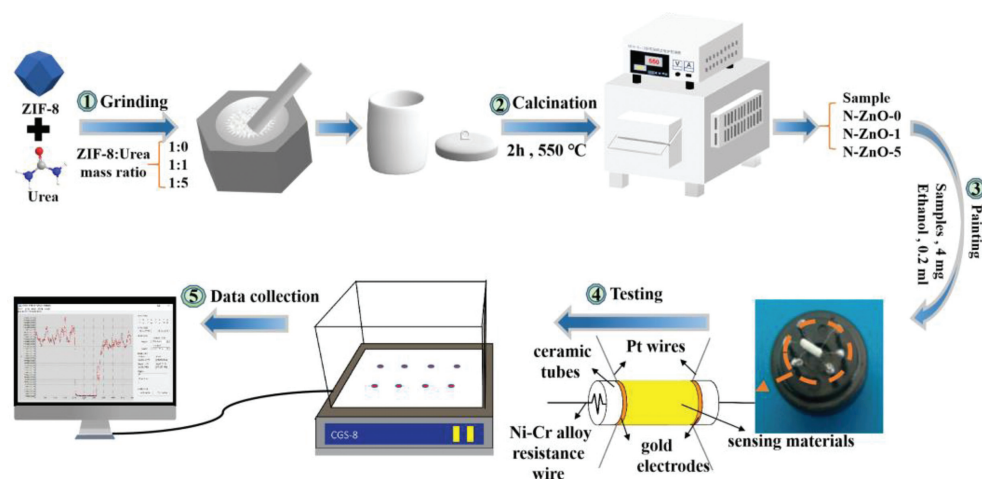 ZIF-8
Urea
① Grinding
ZIF-8:Urea
mass ratio
1:0
1:1
1:5
② Calcination
2h , 550 ℃
550
V A
Sample
N-ZnO-0
N-ZnO-1
N-ZnO-5
③ Painting
Samples , 4 mg
Ethanol , 0.2 ml
④ Testing
ceramic
tubes
Pt wires
Ni-Cr alloy
resistance
wire
gold
electrodes
sensing materials
⑤ Data collection
CGS-8